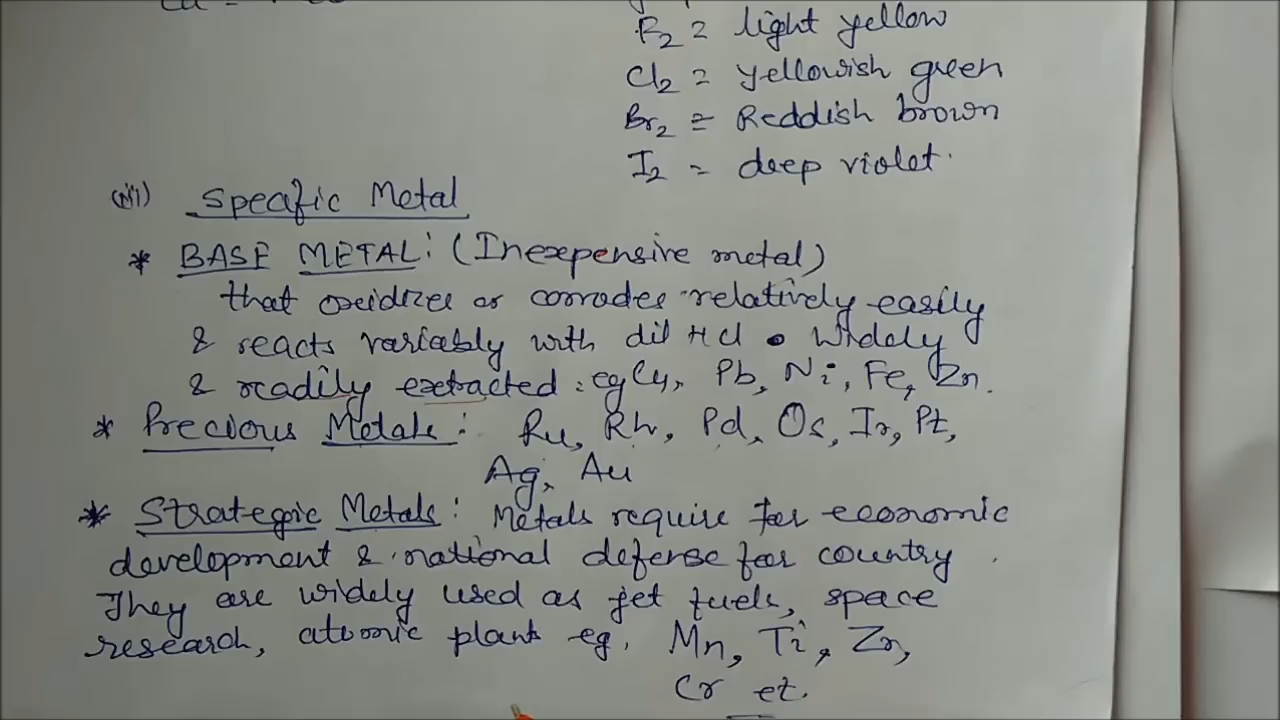 F2 = light yellow
Cl2 = yellowish green
Br2 = Reddish brown
I2 = deep violet.
(iii) Specific Metal
* BASE METAL: (Inexpensive metal)
that oxidizes or corrodes relatively easily
& reacts variably with dil HCl • Widely
& readily extracted: eg Cu, Pb, Ni, Fe, Zn.
* Precious Metals: Ru, Rh, Pd, Os, Ir, Pt,
Ag, Au
* Strategic Metals: Metals require for economic
development & national defense for country.
They are widely used as jet fuels, space
research, atomic plants eg. Mn, Ti, Zr,
Cr et.